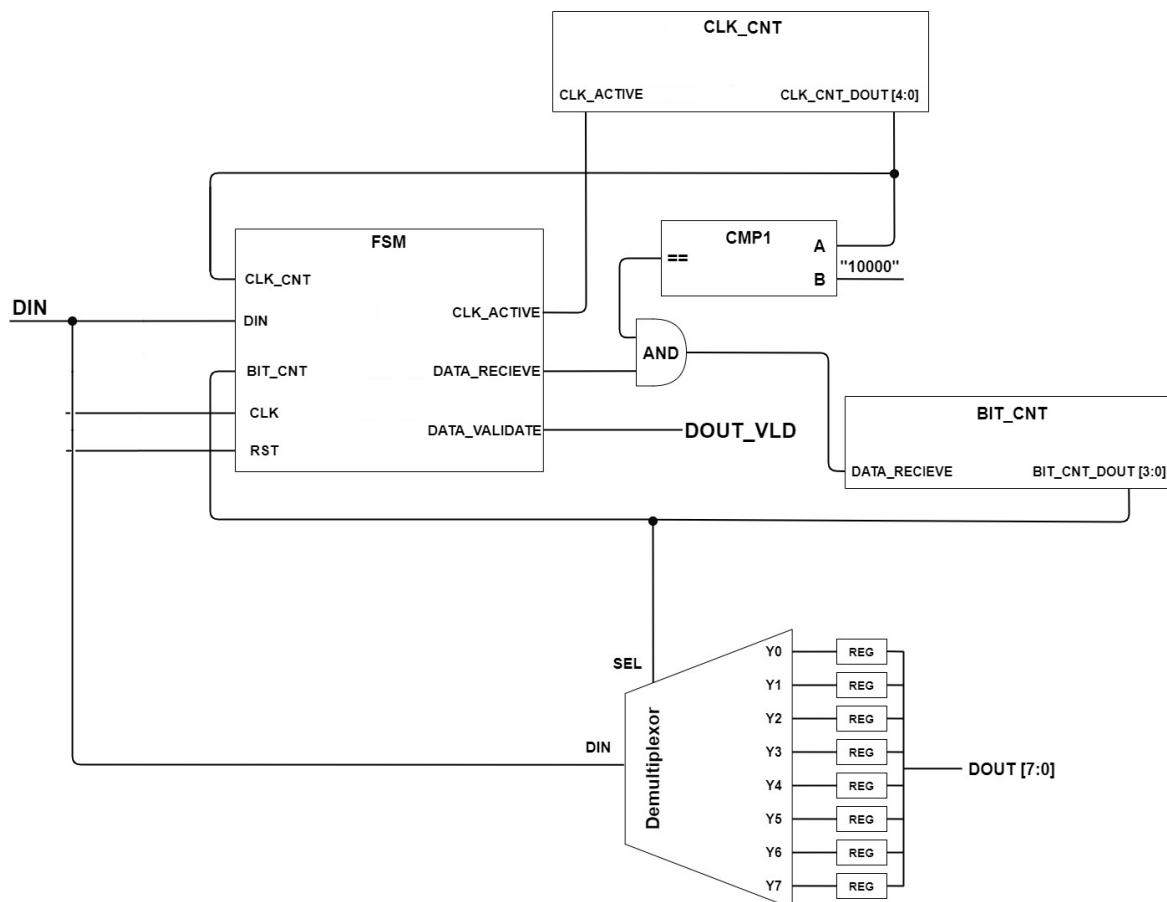 CLK_CNT
CLK_ACTIVE
CLK_CNT_DOUT [4:0]
FSM
CLK_CNT
DIN
BIT_CNT
CLK
RST
CLK_ACTIVE
DATA_RECIEVE
DATA_VALIDATE
DIN
CMP1
==
A
B
"10000"
AND
DOUT_VLD
BIT_CNT
DATA_RECIEVE
BIT_CNT_DOUT [3:0]
SEL
DIN
Demultiplexor
Y0
REG
Y1
REG
Y2
REG
Y3
REG
Y4
REG
Y5
REG
Y6
REG
Y7
REG
DOUT [7:0]